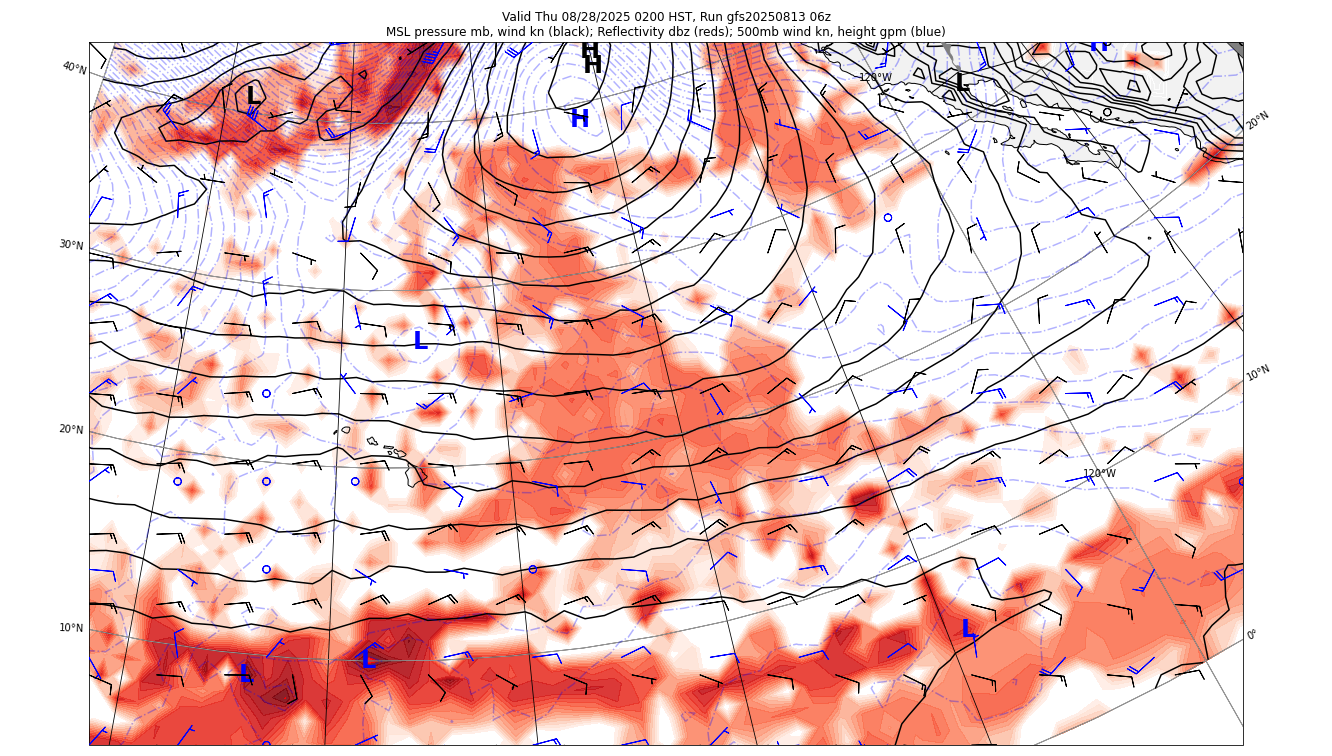 Valid Thu 08/28/2025 0200 HST, Run gfs20250813 06z
MSL pressure mb, wind kn (black); Reflectivity dbz (reds); 500mb wind kn, height gpm (blue)
H
H
H
H
40°N
120°W
L
L
20°N
30°N
L
10°N
20°N
120°W
10°N
L
0°
L
L